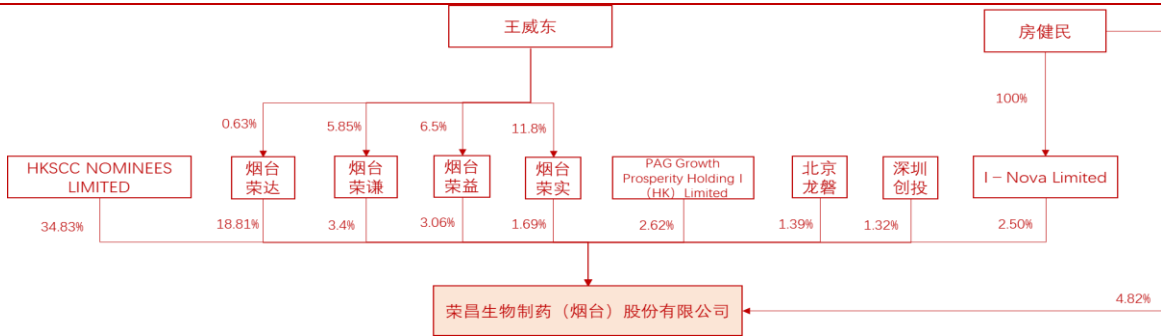 王威东
房健民
100%
0.63%
5.85%
6.5%
11.8%
HKSCC NOMINEES
LIMITED
烟台
荣达
烟台
荣谦
烟台
荣益
烟台
荣实
PAG Growth
Prosperity Holding I
（HK）Limited
北京
龙磐
深圳
创投
I – Nova Limited
34.83%
18.81%
3.4%
3.06%
1.69%
2.62%
1.39%
1.32%
2.50%
荣昌生物制药（烟台）股份有限公司
4.82%